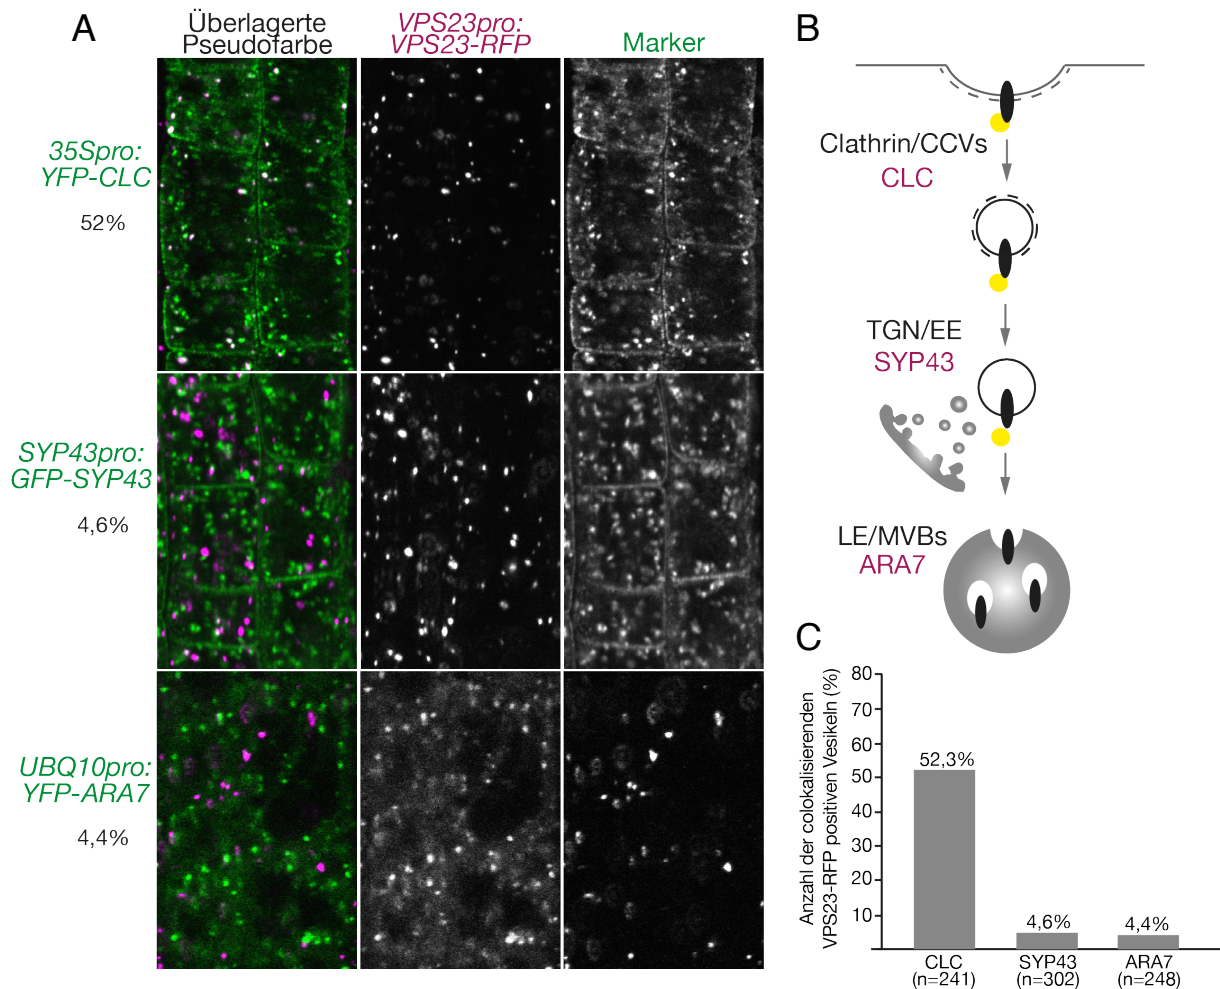 A
Überlagerte
Pseudofarbe
VPS23pro:
VPS23-RFP
Marker
35Spro:
YFP-CLC
52%
SYP43pro:
GFP-SYP43
4,6%
UBQ10pro:
YFP-ARA7
4,4%
B
Clathrin/CCVs
CLC
TGN/EE
SYP43
LE/MVBs
ARA7
C
Anzahl der colokalisierenden
VPS23-RFP positiven Vesikeln (%)
80
70
60
50
40
30
20
10
52,3%
4,6%
4,4%
CLC
(n=241)
SYP43
(n=302)
ARA7
(n=248)